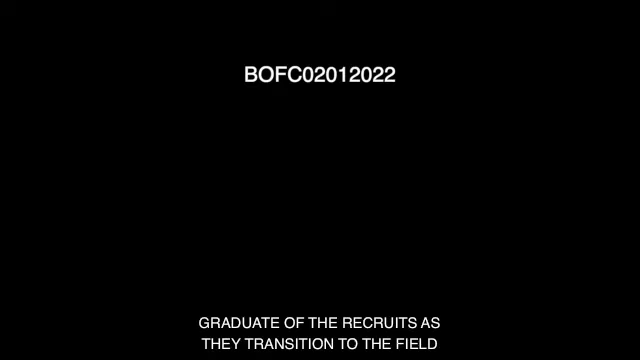 BOFC02012022
GRADUATE OF THE RECRUITS AS
THEY TRANSITION TO THE FIELD